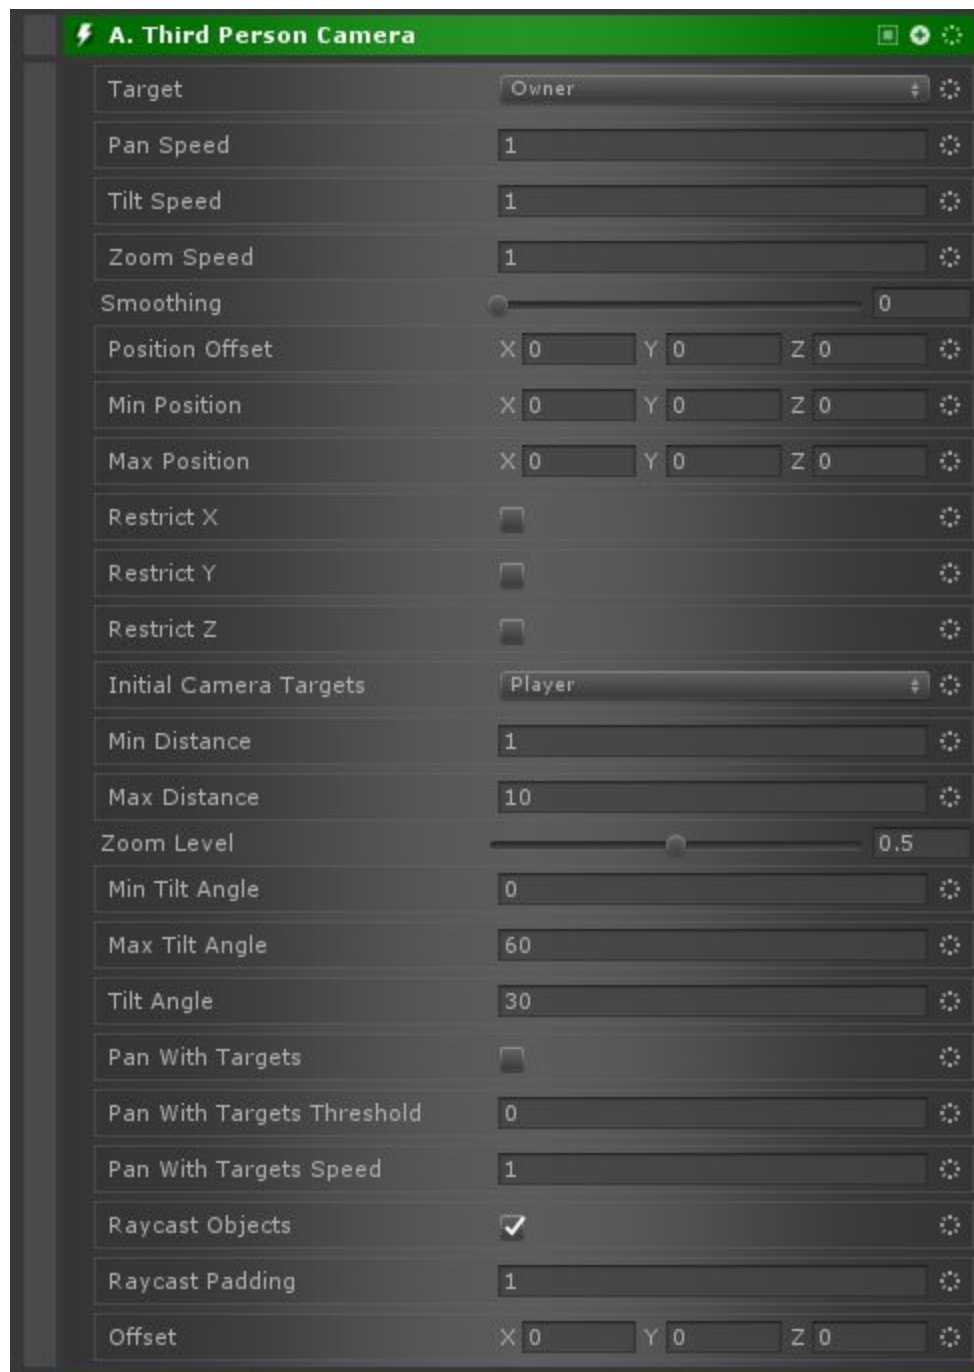 A. Third Person Camera
Target Owner
Pan Speed 1
Tilt Speed 1
Zoom Speed 1
Smoothing 0
Position Offset X 0 Y 0 Z 0
Min Position X 0 Y 0 Z 0
Max Position X 0 Y 0 Z 0
Restrict X
Restrict Y
Restrict Z
Initial Camera Targets Player
Min Distance 1
Max Distance 10
Zoom Level 0.5
Min Tilt Angle 0
Max Tilt Angle 60
Tilt Angle 30
Pan With Targets
Pan With Targets Threshold 0
Pan With Targets Speed 1
Raycast Objects
Raycast Padding 1
Offset X 0 Y 0 Z 0